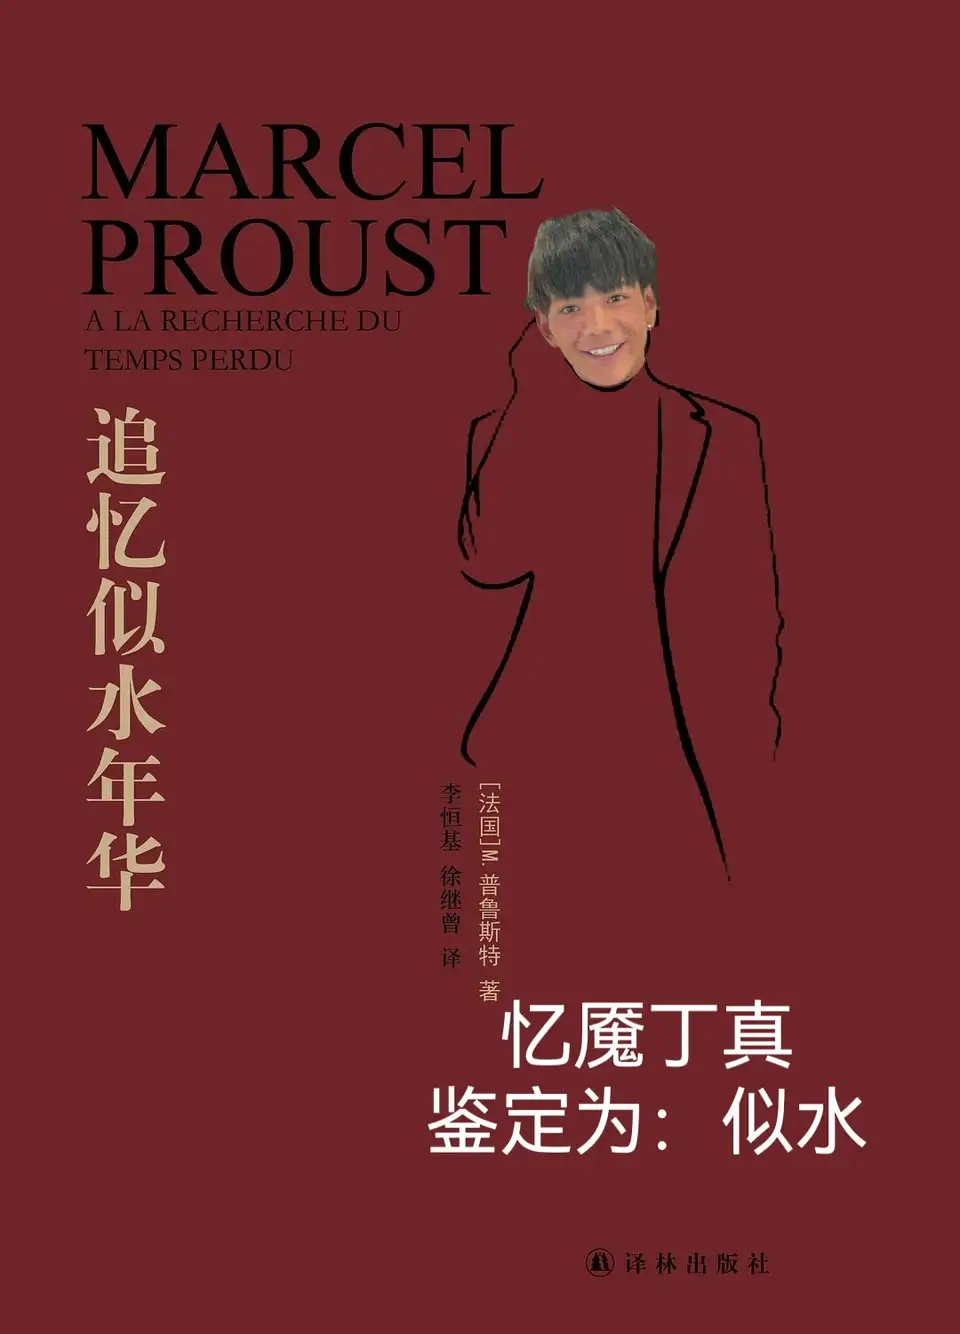 MARCEL
PROUST
A LA RECHERCHE DU
TEMPS PERDU
追忆似水年华
[法国]M. 普鲁斯特 著
李恒基 徐继曾 译
忆魇丁真
鉴定为：似水
译林出版社